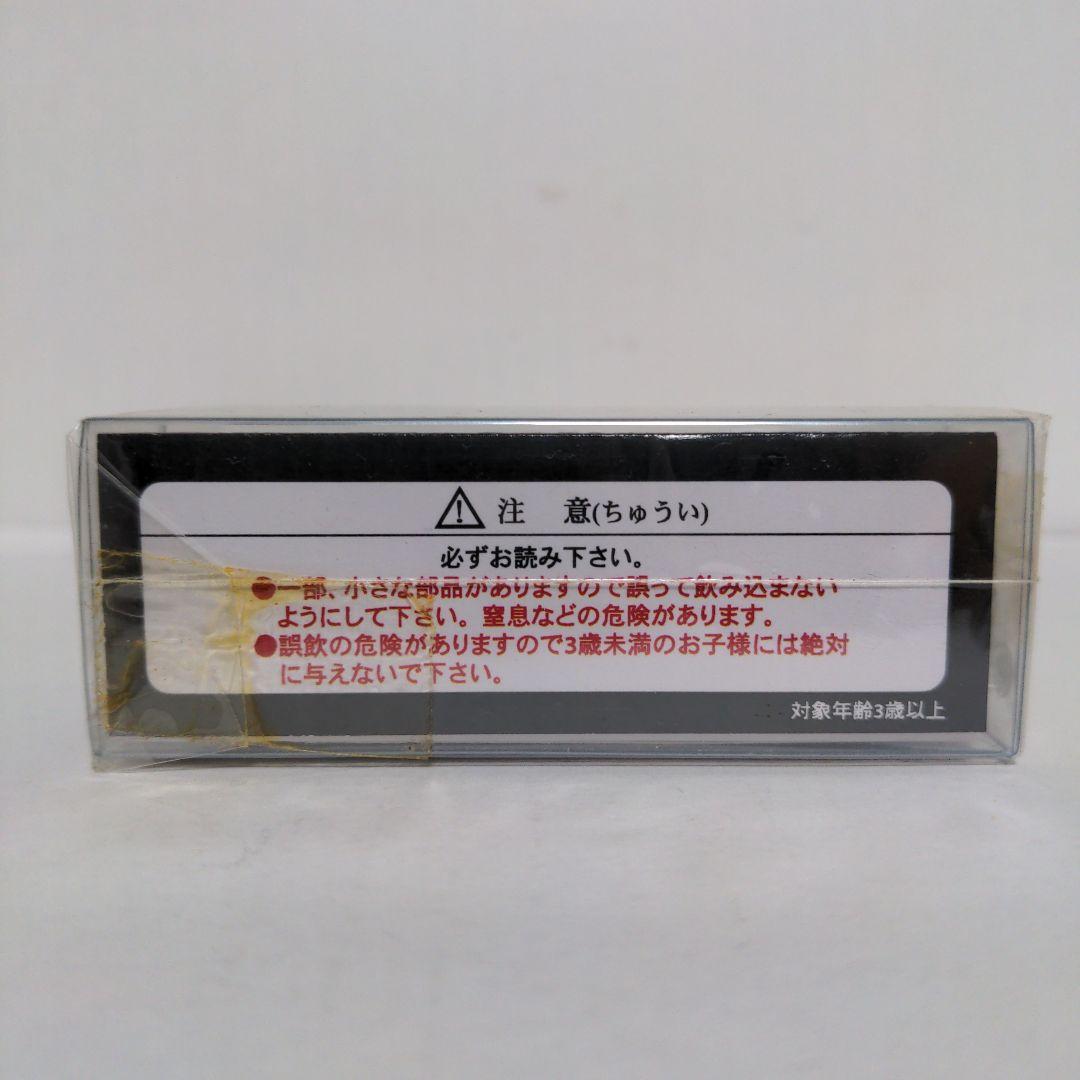 注 意(ちゅうい)
必ずお読み下さい。
●一部、小さな部品がありますので誤って飲み込まない
ようにして下さい。窒息などの危険があります。
●誤飲の危険がありますので3歳未満のお子様には絶対
に与えないで下さい。
対象年齢3歳以上